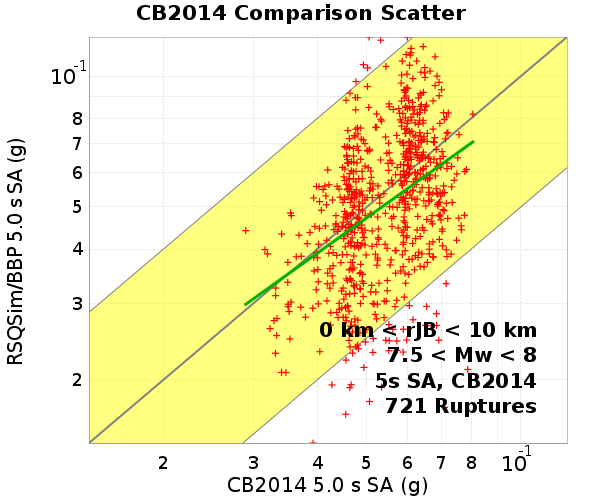 CB2014 Comparison Scatter
RSQSim/BBP 5.0 s SA (g)
10-1
8
7
6
5
4
3
2
0 km < rJB < 10 km
7.5 < Mw < 8
5s SA, CB2014
721 Ruptures
2 3 4 5 6 7 8 10-1
CB2014 5.0 s SA (g)